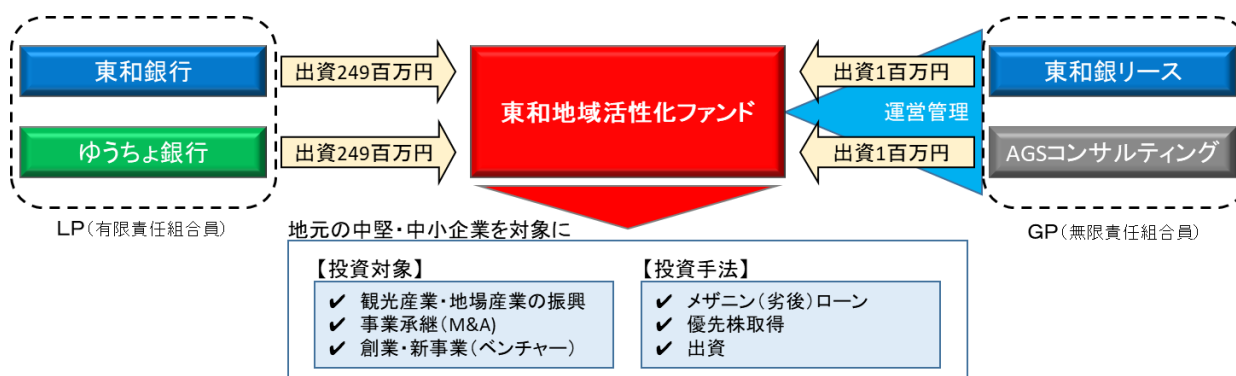 東和銀行
ゆうちょ銀行
LP(有限責任組合員)
出資249百万円
出資249百万円
東和地域活性化ファンド
出資1百万円
運営管理
出資1百万円
東和銀リース
AGSコンサルティング
GP(無限責任組合員)
地元の中堅・中小企業を対象に
【投資対象】
✔ 観光産業・地場産業の振興
✔ 事業承継(M&A)
✔ 創業・新事業(ベンチャー)
【投資手法】
✔ メザニン(劣後)ローン
✔ 優先株取得
✔ 出資